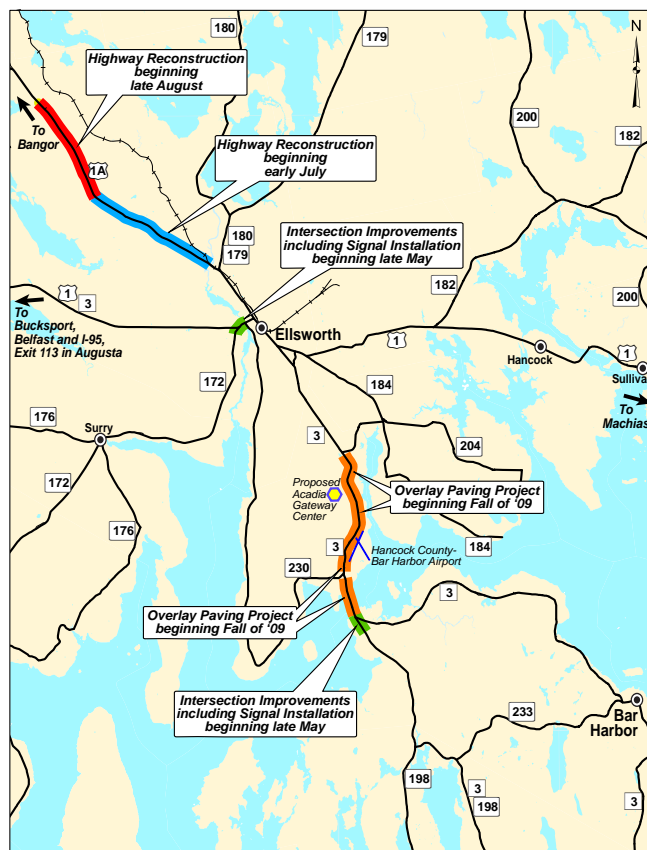 180
179
N
Highway Reconstruction
beginning
late August
To
Bangor
1A
200
182
Highway Reconstruction
beginning
early July
180
179
Intersection Improvements
including Signal Installation
beginning late May
1
3
To
Bucksport,
Belfast and I-95,
Exit 113 in Augusta
Ellsworth
182
200
1
Hancock
1
Sulliva
To
Machias
172
184
176
Surry
3
204
172
176
Proposed
Acadia
Gateway
Center
Overlay Paving Project
beginning Fall of ‘09
3
184
Hancock County-
Bar Harbor Airport
230
3
Overlay Paving Project
beginning Fall of ‘09
Intersection Improvements
including Signal Installation
beginning late May
233
Bar
Harbor
198
3
198
3